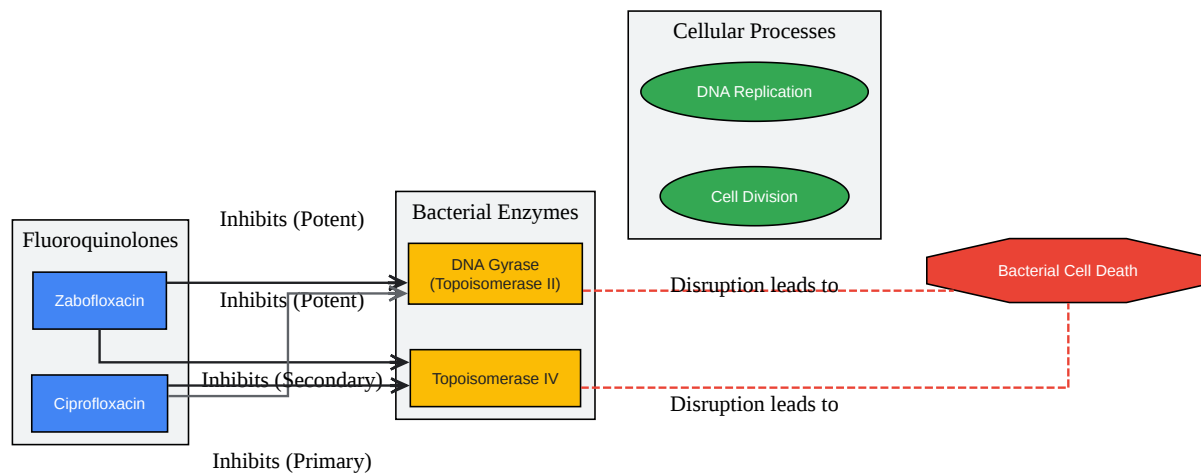 Cellular Processes
DNA Replication
Cell Division
Inhibits (Potent)
Bacterial Enzymes
Fluoroquinolones
DNA Gyrase
(Topoisomerase II)
Bacterial Cell Death
Disruption leads to
Zabofloxacin
Inhibits (Potent)
Inhibits (Secondary)
Topoisomerase IV
Ciprofloxacin
Disruption leads to
Inhibits (Primary)